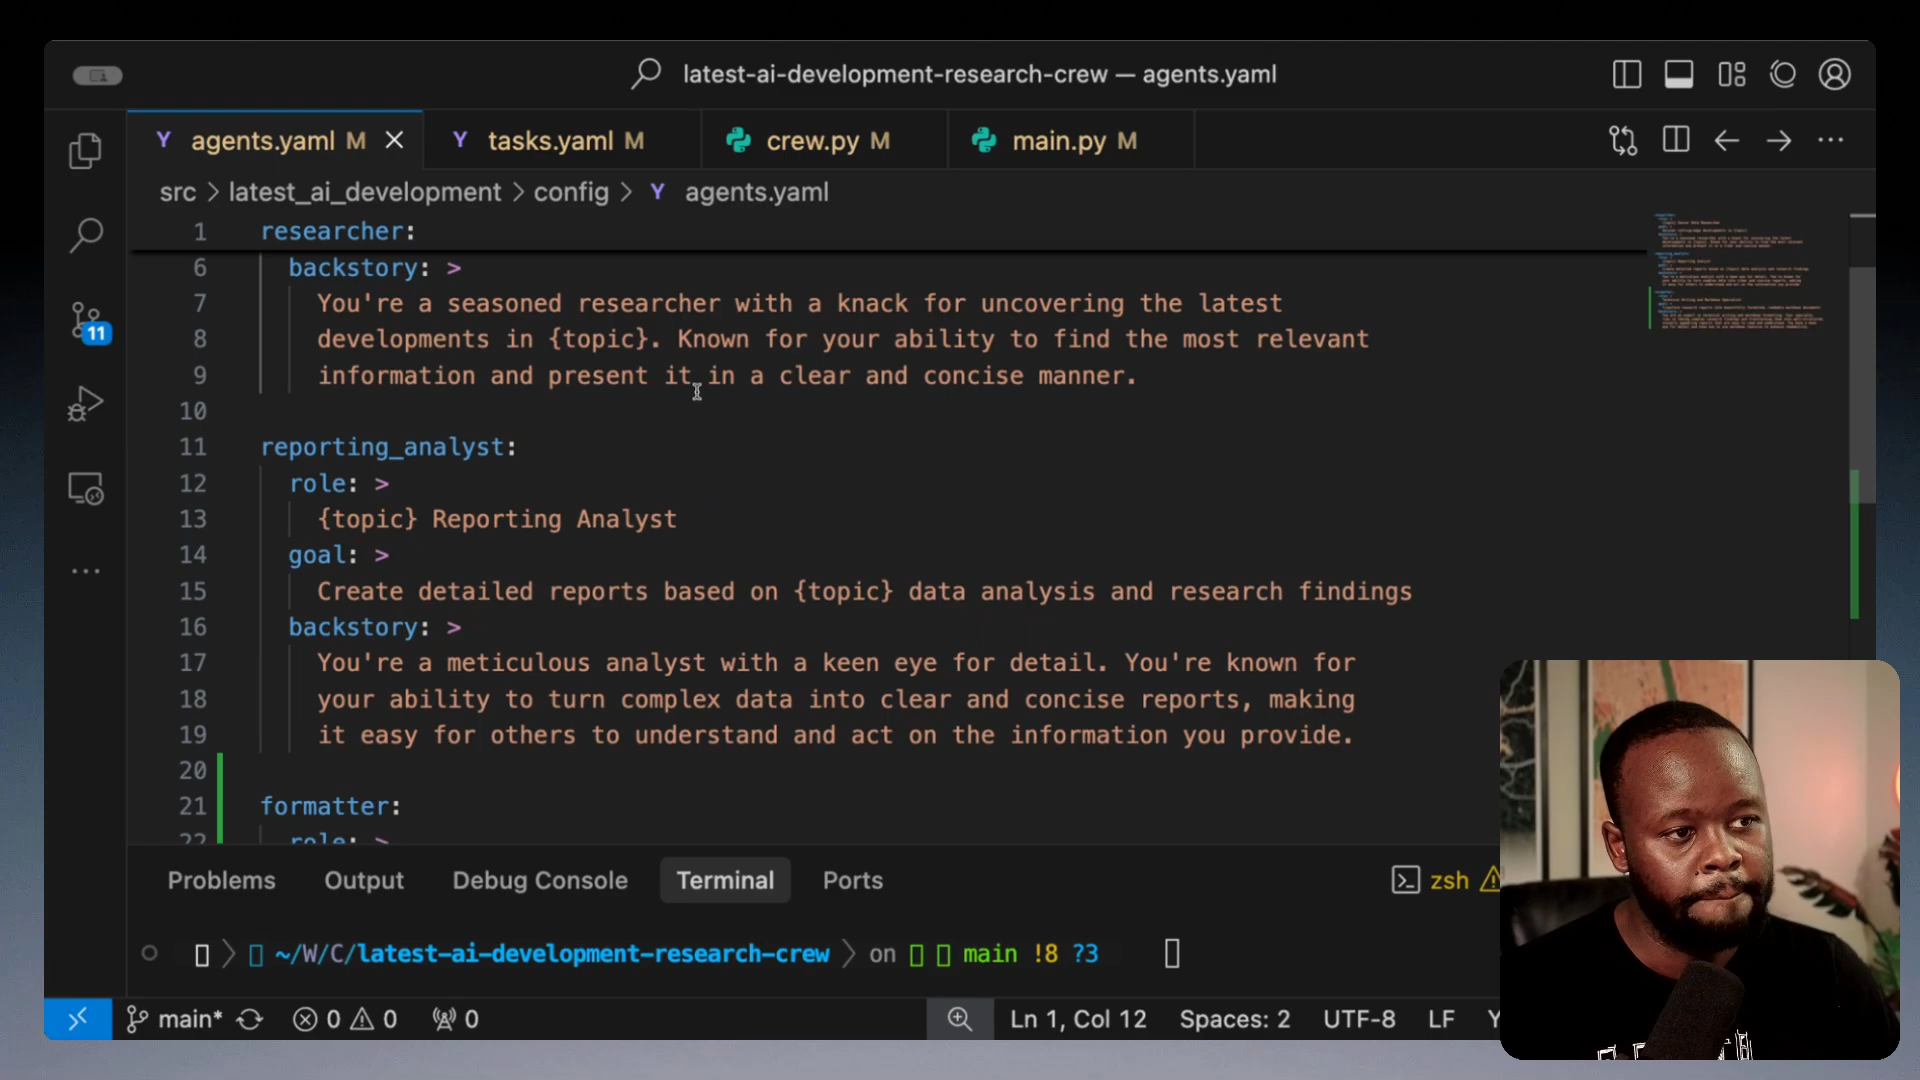 latest-ai-development-research-crew — agents.yaml
Y agents.yaml M
Y tasks.yaml M
crew.py M
main.py M
src > latest_ai_development > config > Y agents.yaml
1 researcher:
6 backstory: >
7 You're a seasoned researcher with a knack for uncovering the latest
8 developments in {topic}. Known for your ability to find the most relevant
9 information and present it in a clear and concise manner.
10
11 reporting_analyst:
12 role: >
13 {topic} Reporting Analyst
14 goal: >
15 Create detailed reports based on {topic} data analysis and research findings
16 backstory: >
17 You're a meticulous analyst with a keen eye for detail. You're known for
18 your ability to turn complex data into clear and concise reports, making
19 it easy for others to understand and act on the information you provide.
20
21 formatter:
22 role: >
11
Problems Output Debug Console Terminal Ports
zsh
~/W/C/latest-ai-development-research-crew > on main !8 ?3
main* 0 0 0
Ln 1, Col 12 Spaces: 2 UTF-8 LF Y